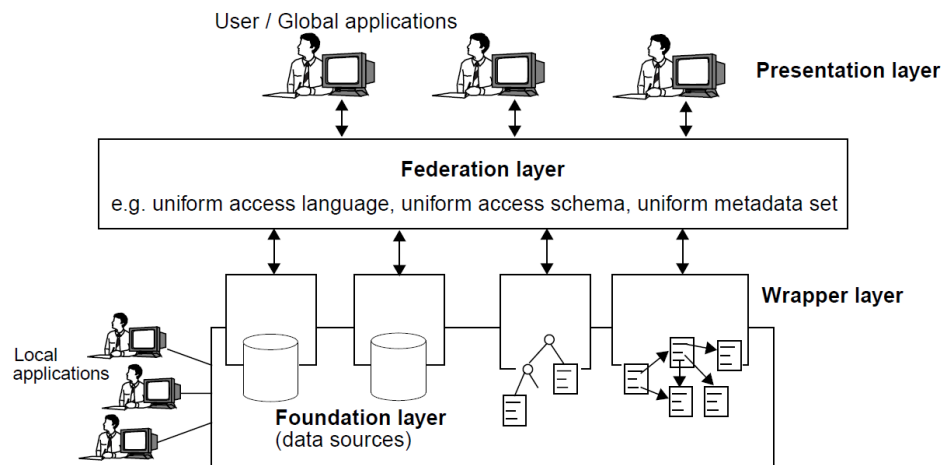 User / Global applications
Presentation layer
Federation layer
e.g. uniform access language, uniform access schema, uniform metadata set
Wrapper layer
Local
applications
Foundation layer
(data sources)